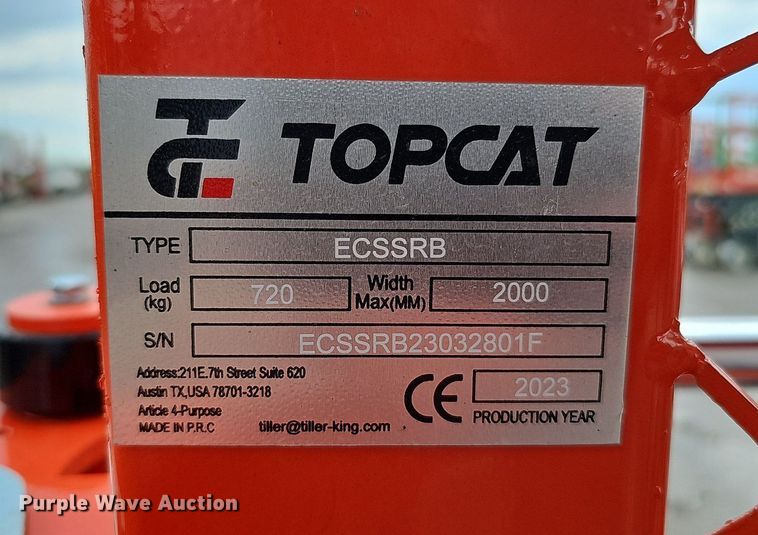 TC TOPCAT
TYPE ECSSRB
Load (kg) 720 Width Max(MM) 2000
S/N ECSSRB23032801F
Address:211E.7th Street Suite 620
Austin TX,USA 78701-3218
Article 4-Purpose
MADE IN P.R.C tiller@tiller-king.com
CE 2023
PRODUCTION YEAR
Purple Wave Auction